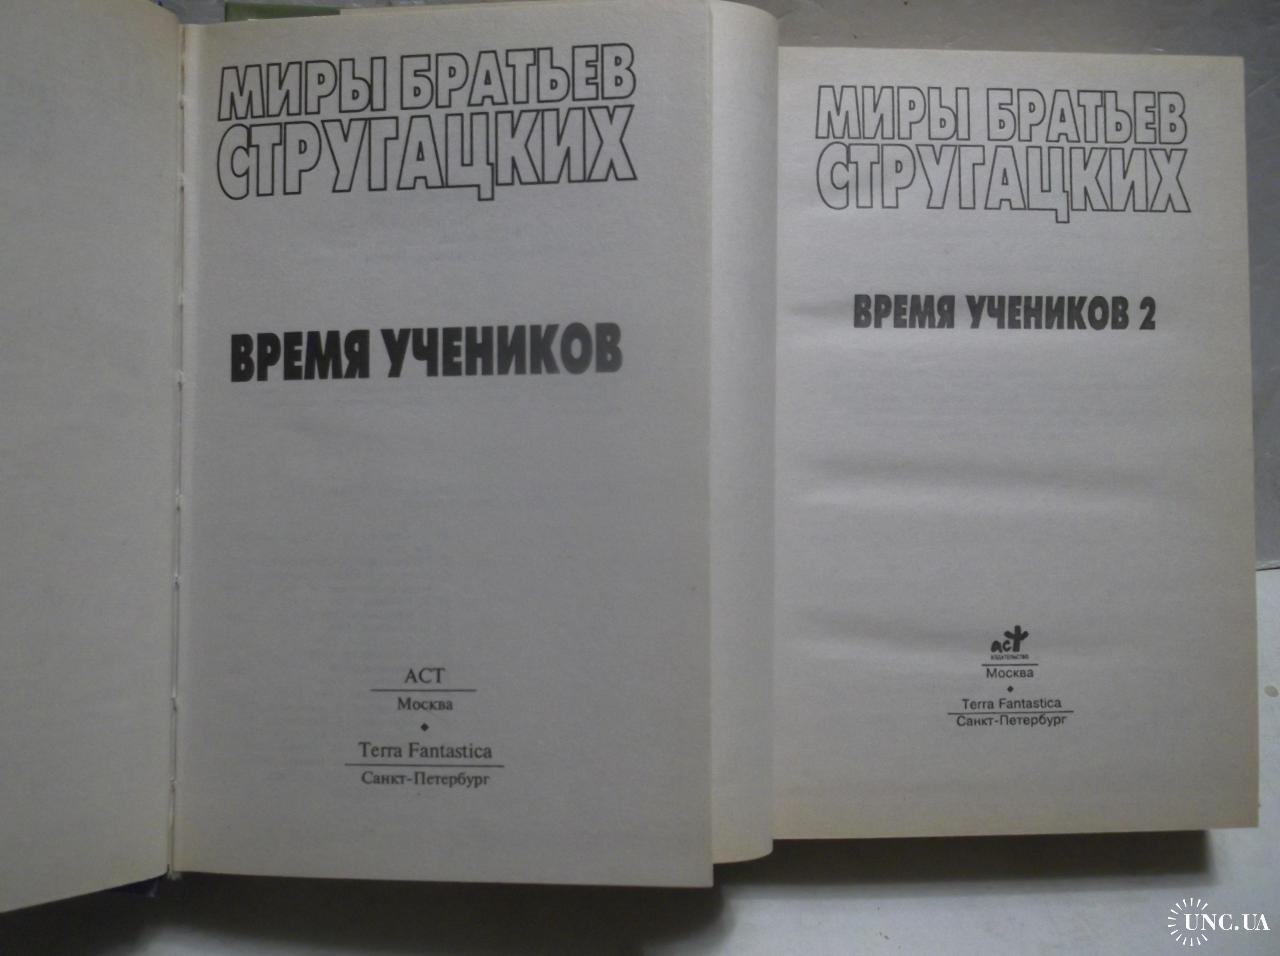 МИРЫ БРАТЬЕВ
СТРУГАЦКИХ
ВРЕМЯ УЧЕНИКОВ
АСТ
Москва
Terra Fantastica
Санкт-Петербург
МИРЫ БРАТЬЕВ
СТРУГАЦКИХ
ВРЕМЯ УЧЕНИКОВ 2
аст
ИЗДАТЕЛЬСТВО
Москва
Terra Fantastica
Санкт-Петербург
UNC.UA